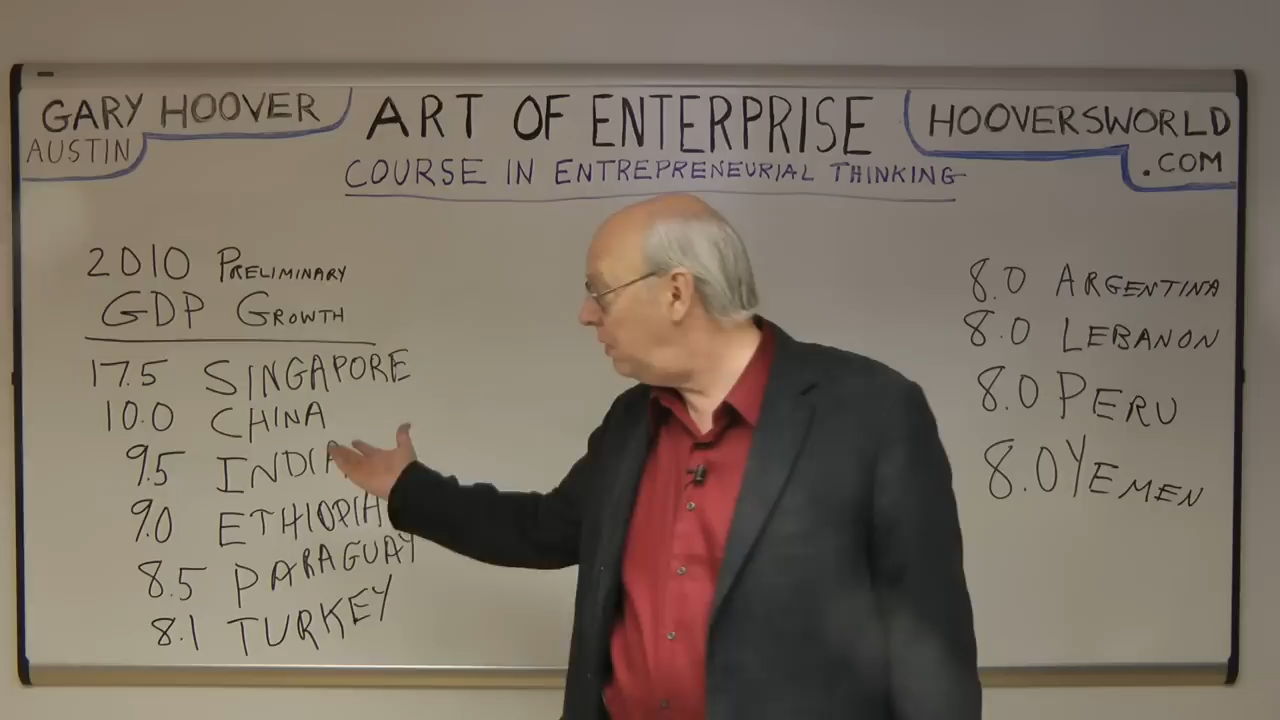 GARY HOOVER
AUSTIN
ART OF ENTERPRISE
COURSE IN ENTREPRENEURIAL THINKING
HOOVERSWORLD
.COM
2010 PRELIMINARY
GDP GROWTH
17.5 SINGAPORE
10.0 CHINA
9.5 INDIA
9.0 ETHIOPIA
8.5 PARAGUAY
8.1 TURKEY
8.0 ARGENTINA
8.0 LEBANON
8.0 PERU
8.0 YEMEN